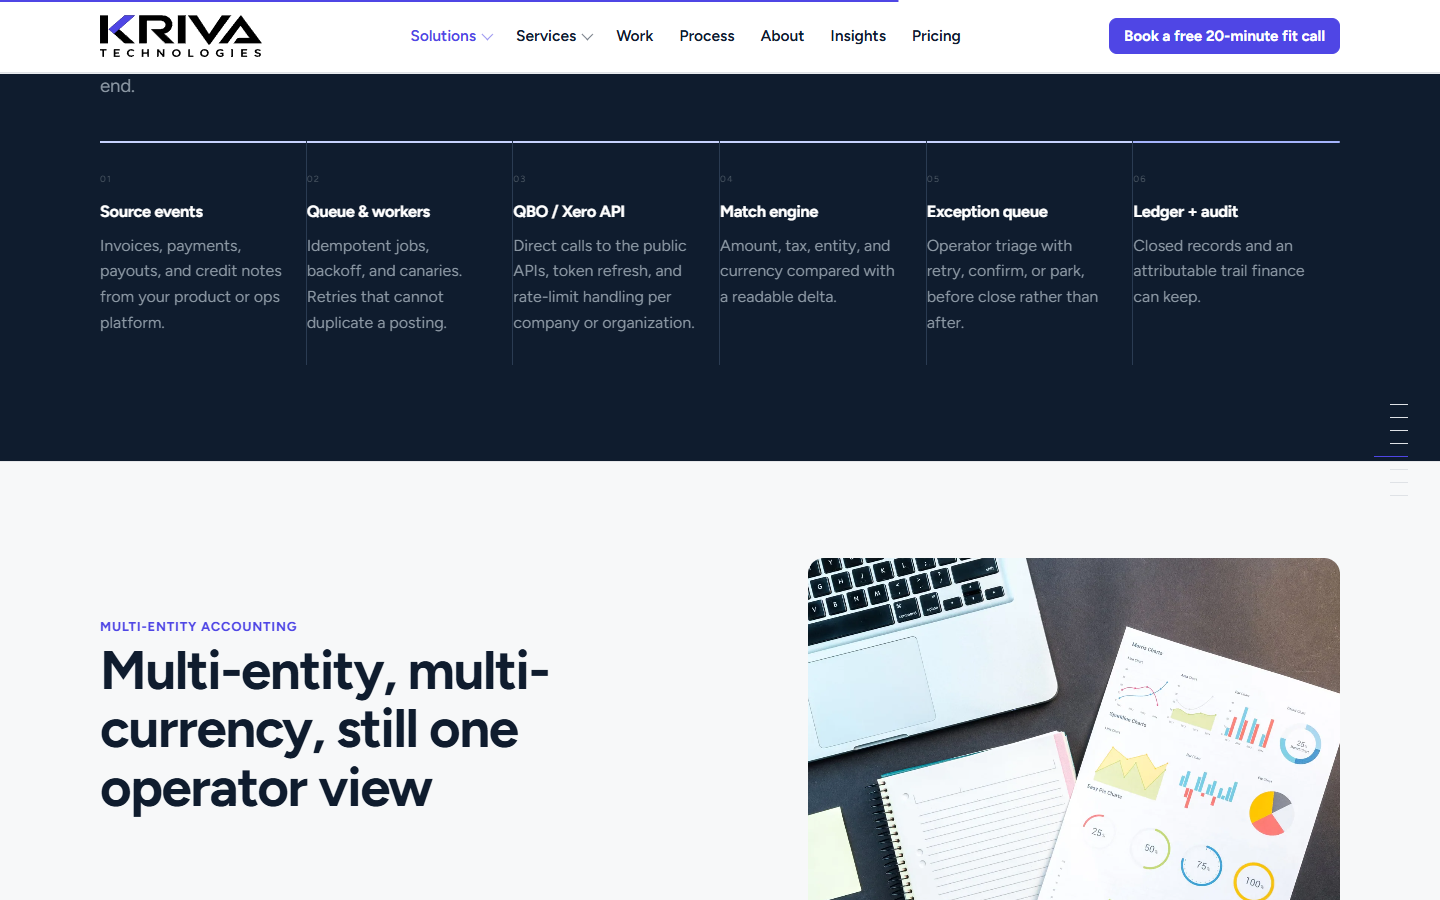 KRIVA
TECHNOLOGIES
Solutions Services Work Process About Insights Pricing
Book a free 20-minute fit call
end.
01
Source events
Invoices, payments,
payouts, and credit notes
from your product or ops
platform.
02
Queue & workers
Idempotent jobs,
backoff, and canaries.
Retries that cannot
duplicate a posting.
03
QBO / Xero API
Direct calls to the public
APIs, token refresh, and
rate-limit handling per
company or organization.
04
Match engine
Amount, tax, entity, and
currency compared with
a readable delta.
05
Exception queue
Operator triage with
retry, confirm, or park,
before close rather than
after.
06
Ledger + audit
Closed records and an
attributable trail finance
can keep.
MULTI-ENTITY ACCOUNTING
Multi-entity, multi-
currency, still one
operator view
Sparkline Charts
25%
25%
50%
75%
100%